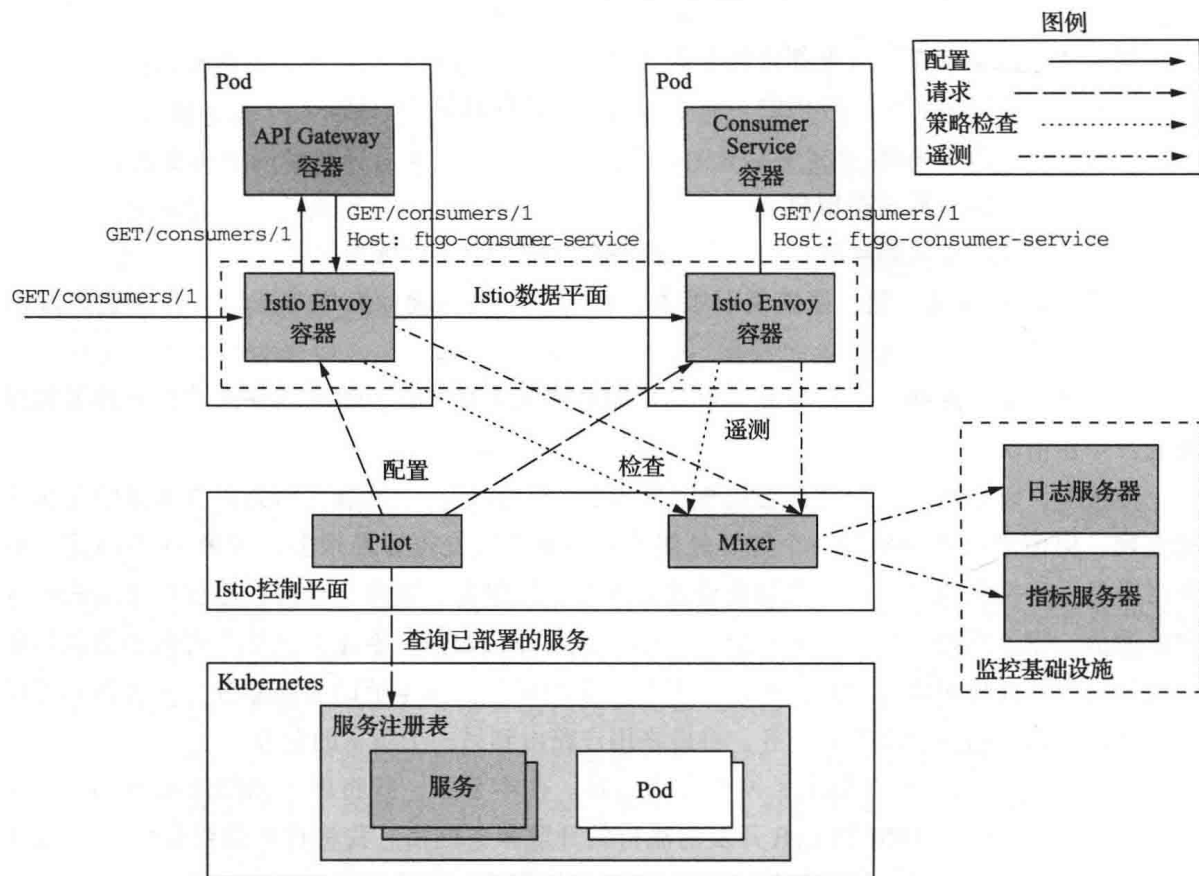 图例
配置
请求
策略检查
遥测
Pod
API Gateway
容器
GET/consumers/1
GET/consumers/1
Host: ftgo-consumer-service
GET/consumers/1
Istio Envoy
容器
Istio数据平面
Pod
Consumer
Service
容器
GET/consumers/1
Host: ftgo-consumer-service
Istio Envoy
容器
配置
检查
遥测
Pilot
Mixer
Istio控制平面
日志服务器
指标服务器
监控基础设施
查询已部署的服务
Kubernetes
服务注册表
服务
Pod